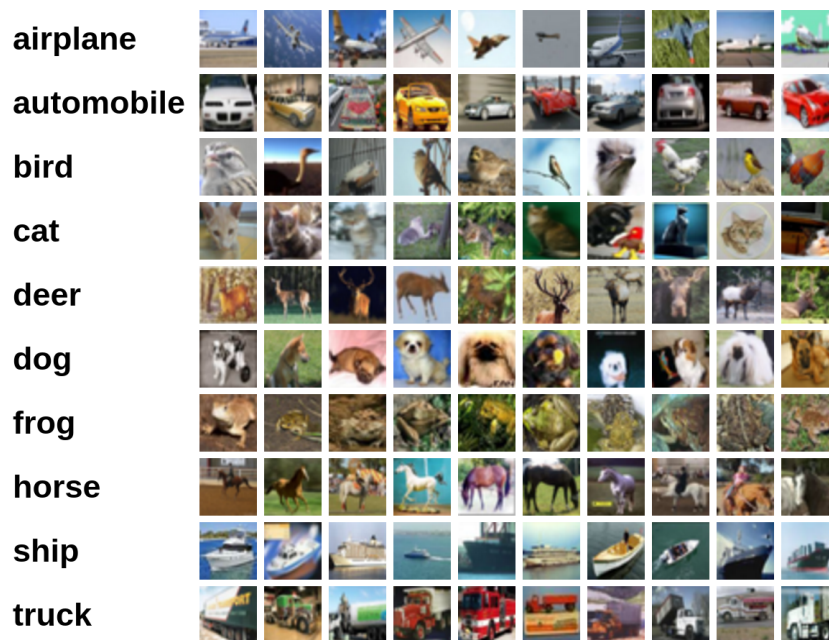 airplane
automobile
bird
cat
deer
dog
frog
horse
ship
truck